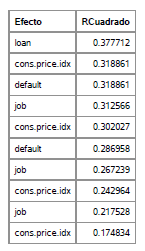 Efecto RCuadrado
loan 0.377712
cons.price.idx 0.318861
default 0.318861
job 0.312566
cons.price.idx 0.302027
default 0.286958
job 0.267239
cons.price.idx 0.242964
job 0.217528
cons.price.idx 0.174834